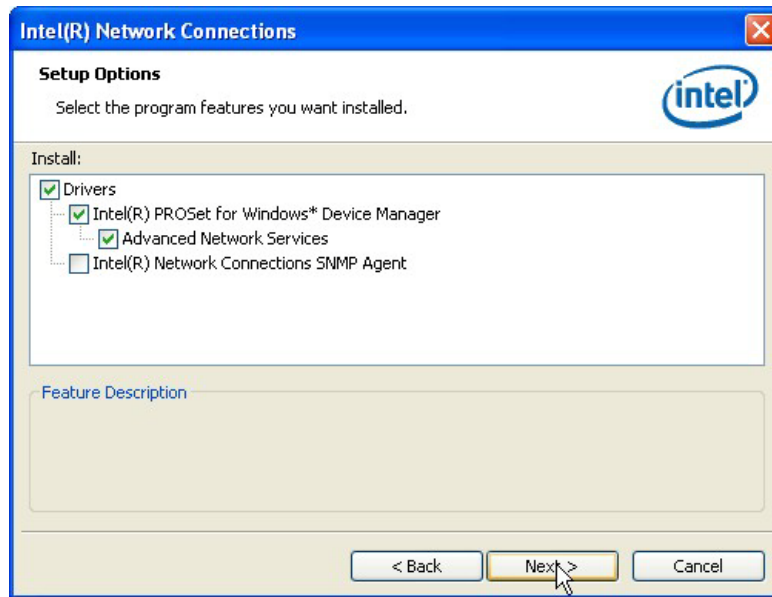 Intel(R) Network Connections
Setup Options
Select the program features you want installed.
intel
Install:
Drivers
Intel(R) PROSet for Windows* Device Manager
Advanced Network Services
Intel(R) Network Connections SNMP Agent
Feature Description
< Back
Next >
Cancel